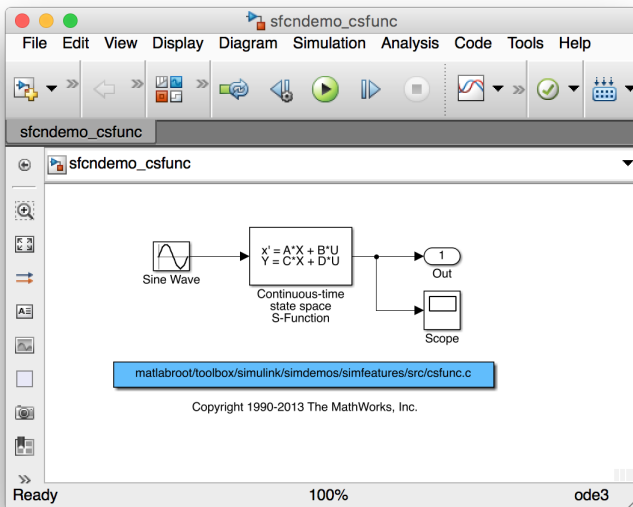 sfcndemo_csfunc
File Edit View Display Diagram Simulation Analysis Code Tools Help
sfcndemo_csfunc
sfcndemo_csfunc
x' = A*X + B*U
Y = C*X + D*U
1
Sine Wave
Out
Continuous-time
state space
S-Function
Scope
matlabroot/toolbox/simulink/simdemos/simfeatures/src/csfunc.c
Copyright 1990-2013 The MathWorks, Inc.
A
Ready 100% ode3